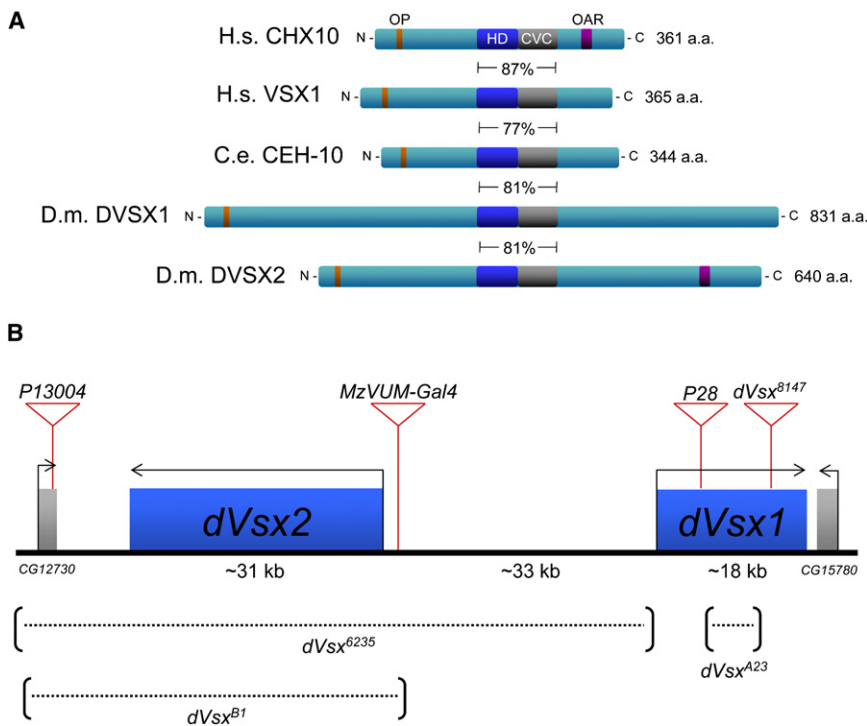 A
OP
OAR
H.s. CHX10
N -
HD
CVC
- C
361 a.a.
87%
H.s. VSX1
N -
- C
365 a.a.
77%
C.e. CEH-10
N -
- C
344 a.a.
81%
D.m. DVSX1
N -
- C
831 a.a.
81%
D.m. DVSX2
N -
- C
640 a.a.
B
P13004
MzVUM-Gal4
P28
dVsx8147
dVsx2
dVsx1
CG12730
~31 kb
~33 kb
~18 kb
CG15780
dVsx6235
dVsxA23
dVsxB1